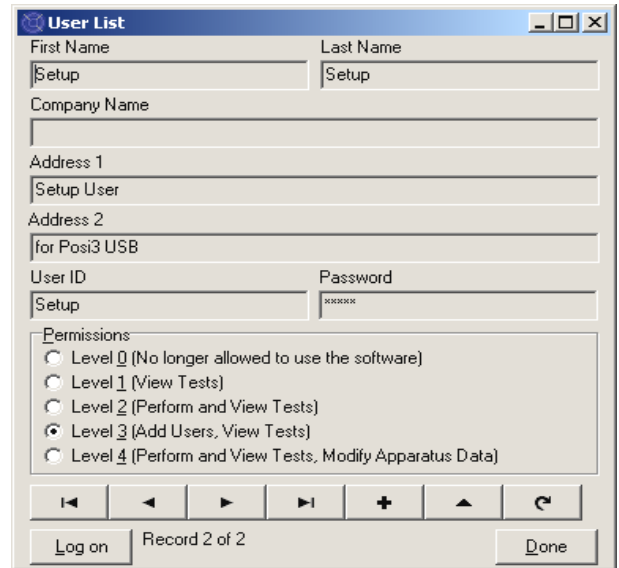 User List
First Name Last Name
Setup Setup
Company Name
Address 1
Setup User
Address 2
for Posi3 USB
User ID Password
Setup xxxxx
Permissions
Level 0 (No longer allowed to use the software)
Level 1 (View Tests)
Level 2 (Perform and View Tests)
Level 3 (Add Users, View Tests)
Level 4 (Perform and View Tests, Modify Apparatus Data)
Log on Record 2 of 2 Done